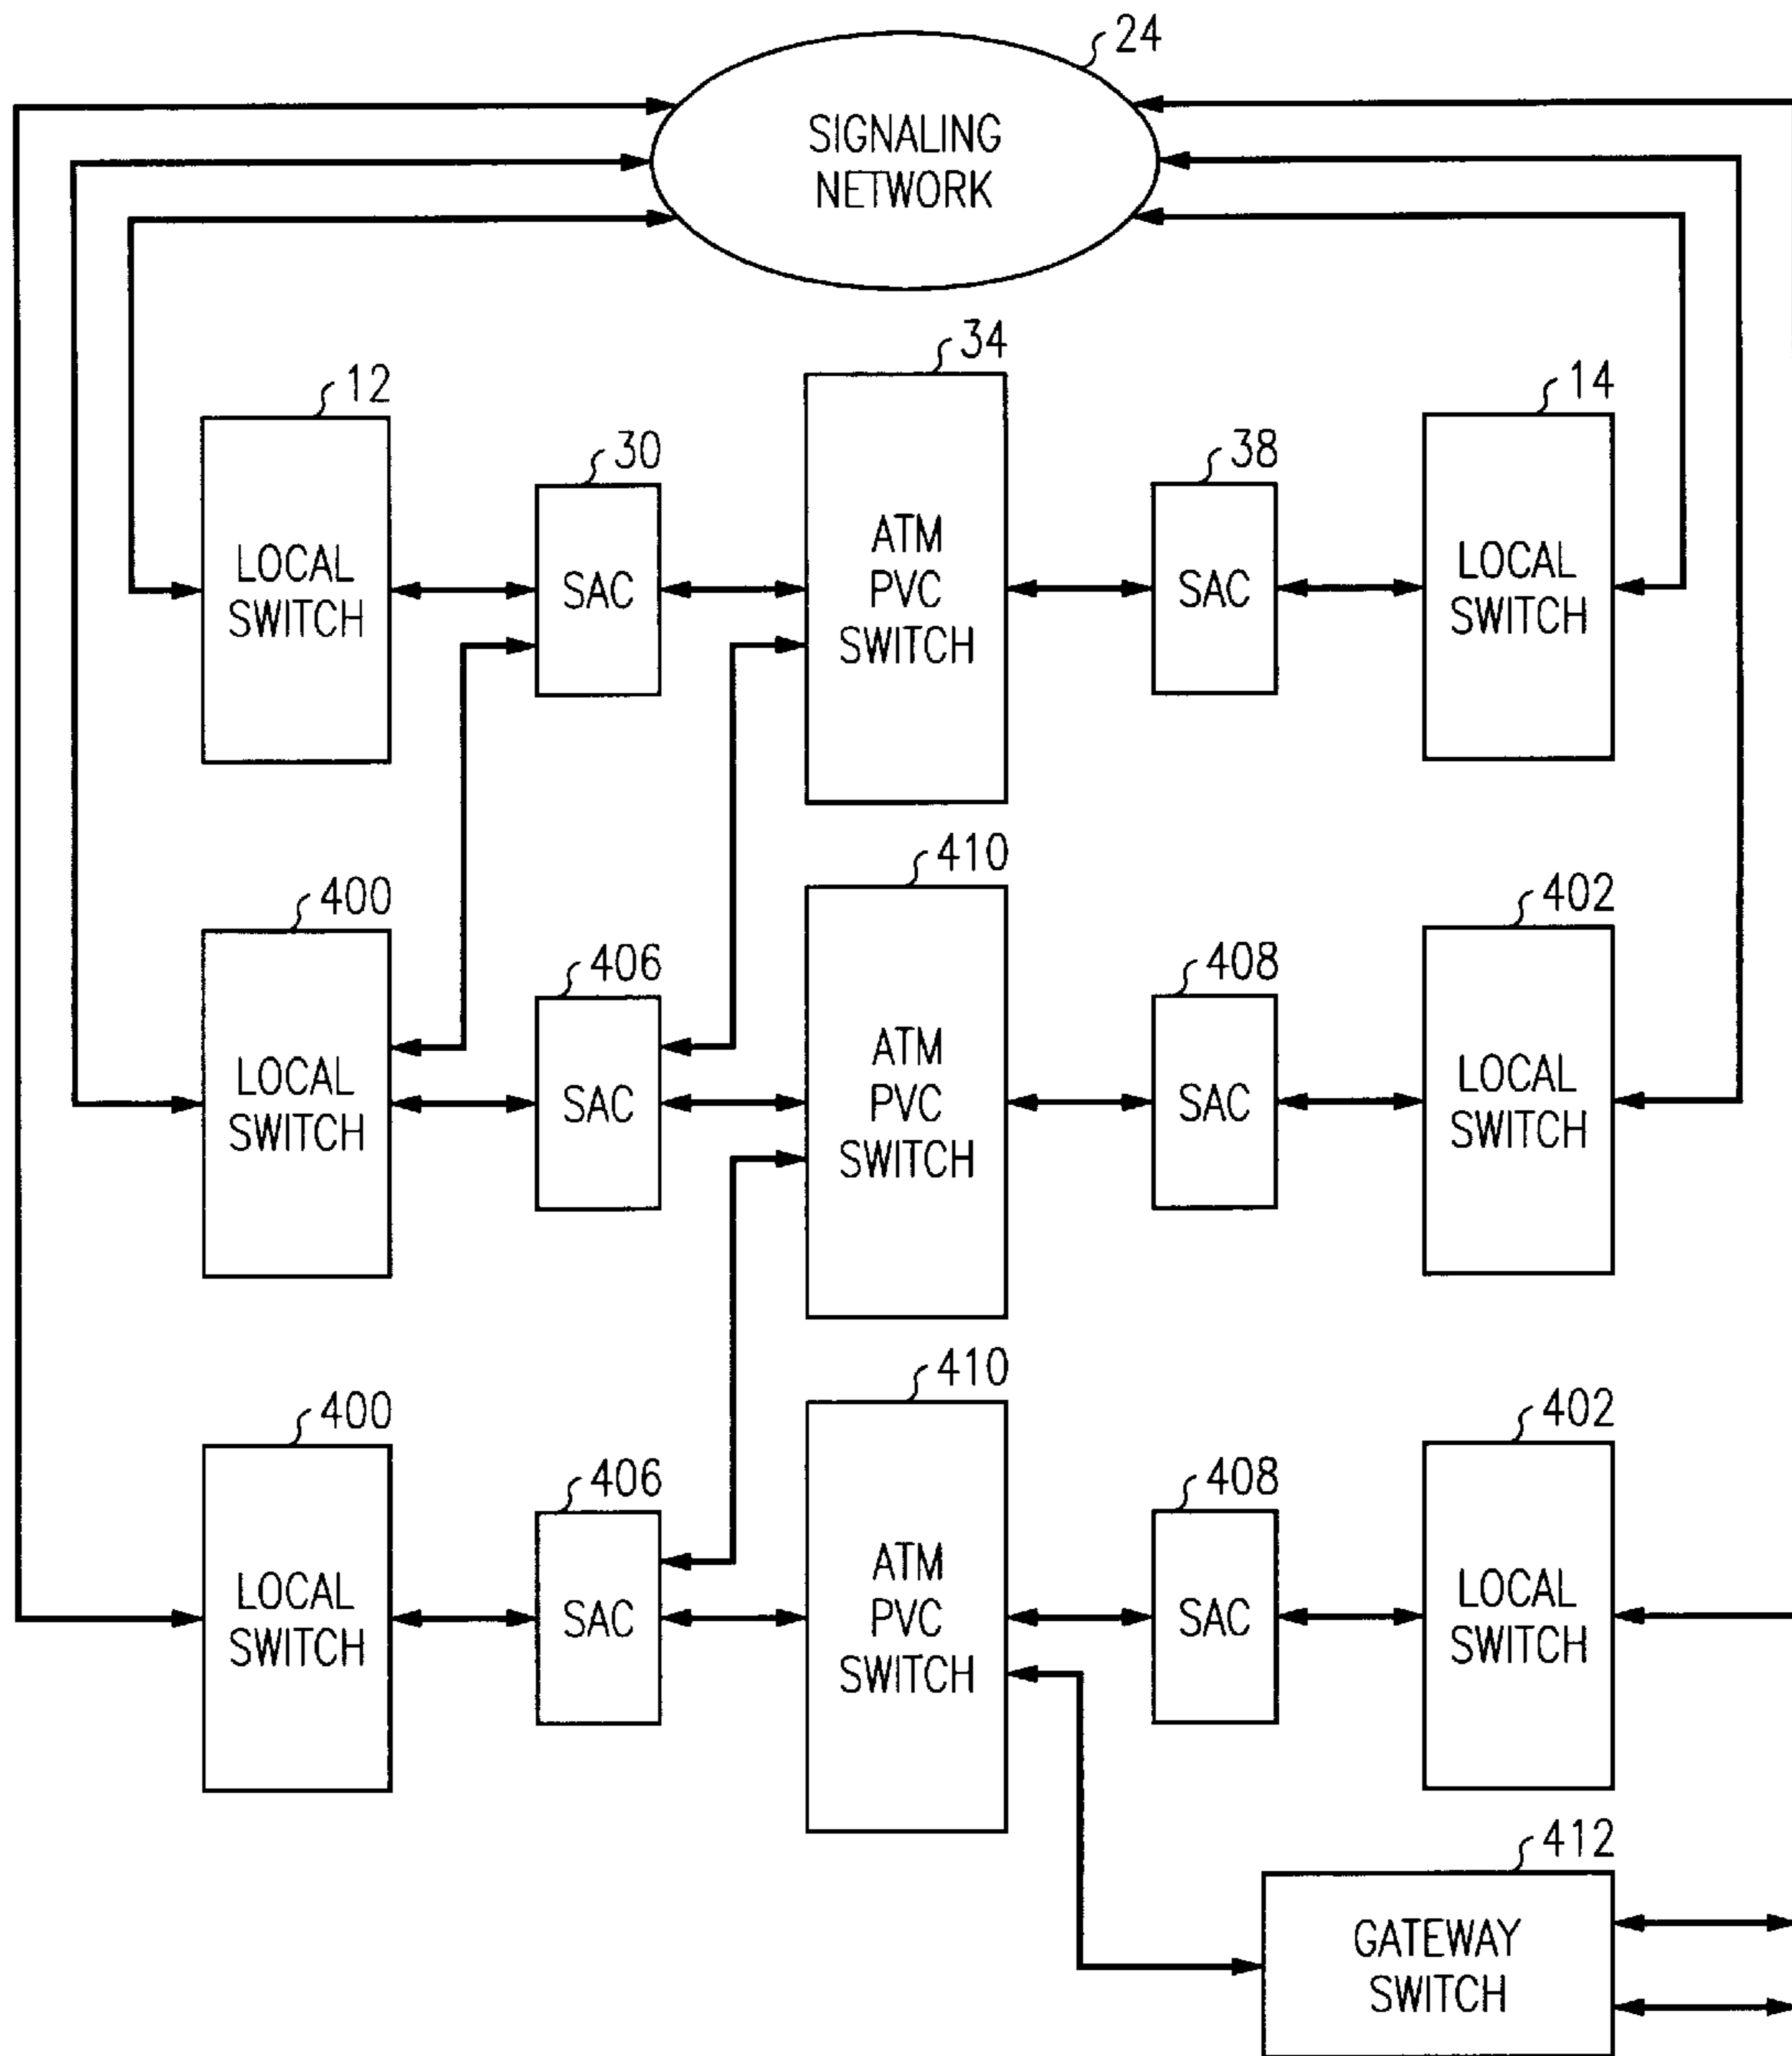 24
SIGNALING
NETWORK
34
12
14
30
38
LOCAL
SWITCH
SAC
ATM
PVC
SWITCH
SAC
LOCAL
SWITCH
410
400
402
406
408
LOCAL
SWITCH
SAC
ATM
PVC
SWITCH
SAC
LOCAL
SWITCH
410
400
402
406
408
LOCAL
SWITCH
SAC
ATM
PVC
SWITCH
SAC
LOCAL
SWITCH
412
GATEWAY
SWITCH